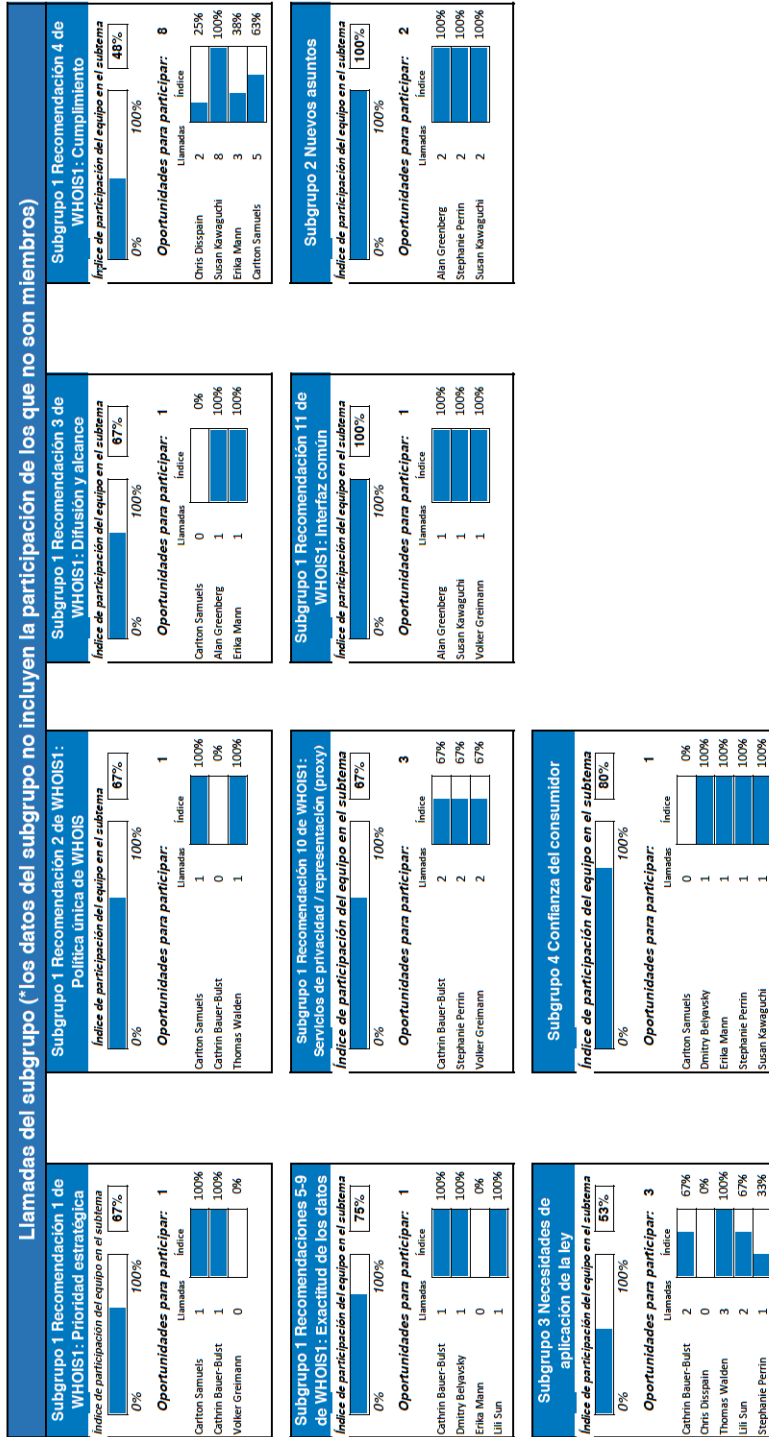 Llamadas del subgrupo (*los datos del subgrupo no incluyen la participación de los que no son miembros)
Subgrupo 1 Recomendación 1 de
WHOIS1: Prioridad estratégica
Índice de participación del equipo en el subtema
67%
0% 100%
Oportunidades para participar: 1
Llamadas Índice
Carlton Samuels 1 100%
Cathrin Bauer-Bulst 1 100%
Volker Greimann 0 0%
Subgrupo 1 Recomendación 2 de WHOIS1:
Política única de WHOIS
Índice de participación del equipo en el subtema
67%
0% 100%
Oportunidades para participar: 1
Llamadas Índice
Carlton Samuels 1 100%
Cathrin Bauer-Bulst 0 0%
Thomas Walden 1 100%
Subgrupo 1 Recomendación 3 de
WHOIS1: Difusión y alcance
Índice de participación del equipo en el subtema
67%
0% 100%
Oportunidades para participar: 1
Llamadas Índice
Carlton Samuels 0 0%
Alan Greenberg 1 100%
Erika Mann 1 100%
Subgrupo 1 Recomendación 4 de
WHOIS1: Cumplimiento
Índice de participación del equipo en el subtema
48%
0% 100%
Oportunidades para participar: 8
Llamadas Índice
Chris Disspain 2 25%
Susan Kawaguchi 8 100%
Erika Mann 3 38%
Carlton Samuels 5 63%
Subgrupo 1 Recomendaciones 5-9
de WHOIS1: Exactitud de los datos
Índice de participación del equipo en el subtema
75%
0% 100%
Oportunidades para participar: 1
Llamadas Índice
Cathrin Bauer-Bulst 1 100%
Dmitry Belyavsky 1 100%
Erika Mann 0 0%
Lili Sun 1 100%
Subgrupo 1 Recomendación 10 de WHOIS1:
Servicios de privacidad / representación (proxy)
Índice de participación del equipo en el subtema
67%
0% 100%
Oportunidades para participar: 3
Llamadas Índice
Cathrin Bauer-Bulst 2 67%
Stephanie Perrin 2 67%
Volker Greimann 2 67%
Subgrupo 1 Recomendación 11 de
WHOIS1: Interfaz común
Índice de participación del equipo en el subtema
100%
0% 100%
Oportunidades para participar: 1
Llamadas Índice
Alan Greenberg 1 100%
Susan Kawaguchi 1 100%
Volker Greimann 1 100%
Subgrupo 2 Nuevos asuntos
Índice de participación del equipo en el subtema
100%
0% 100%
Oportunidades para participar: 2
Llamadas Índice
Alan Greenberg 2 100%
Stephanie Perrin 2 100%
Susan Kawaguchi 2 100%
Subgrupo 3 Necesidades de
aplicación de la ley
Índice de participación del equipo en el subtema
53%
0% 100%
Oportunidades para participar: 3
Llamadas Índice
Cathrin Bauer-Bulst 2 67%
Chris Disspain 0 0%
Thomas Walden 3 100%
Lili Sun 2 67%
Stephanie Perrin 1 33%
Subgrupo 4 Confianza del consumidor
Índice de participación del equipo en el subtema
80%
0% 100%
Oportunidades para participar: 1
Llamadas Índice
Carlton Samuels 0 0%
Dmitry Belyavsky 1 100%
Erika Mann 1 100%
Stephanie Perrin 1 100%
Susan Kawaguchi 1 100%